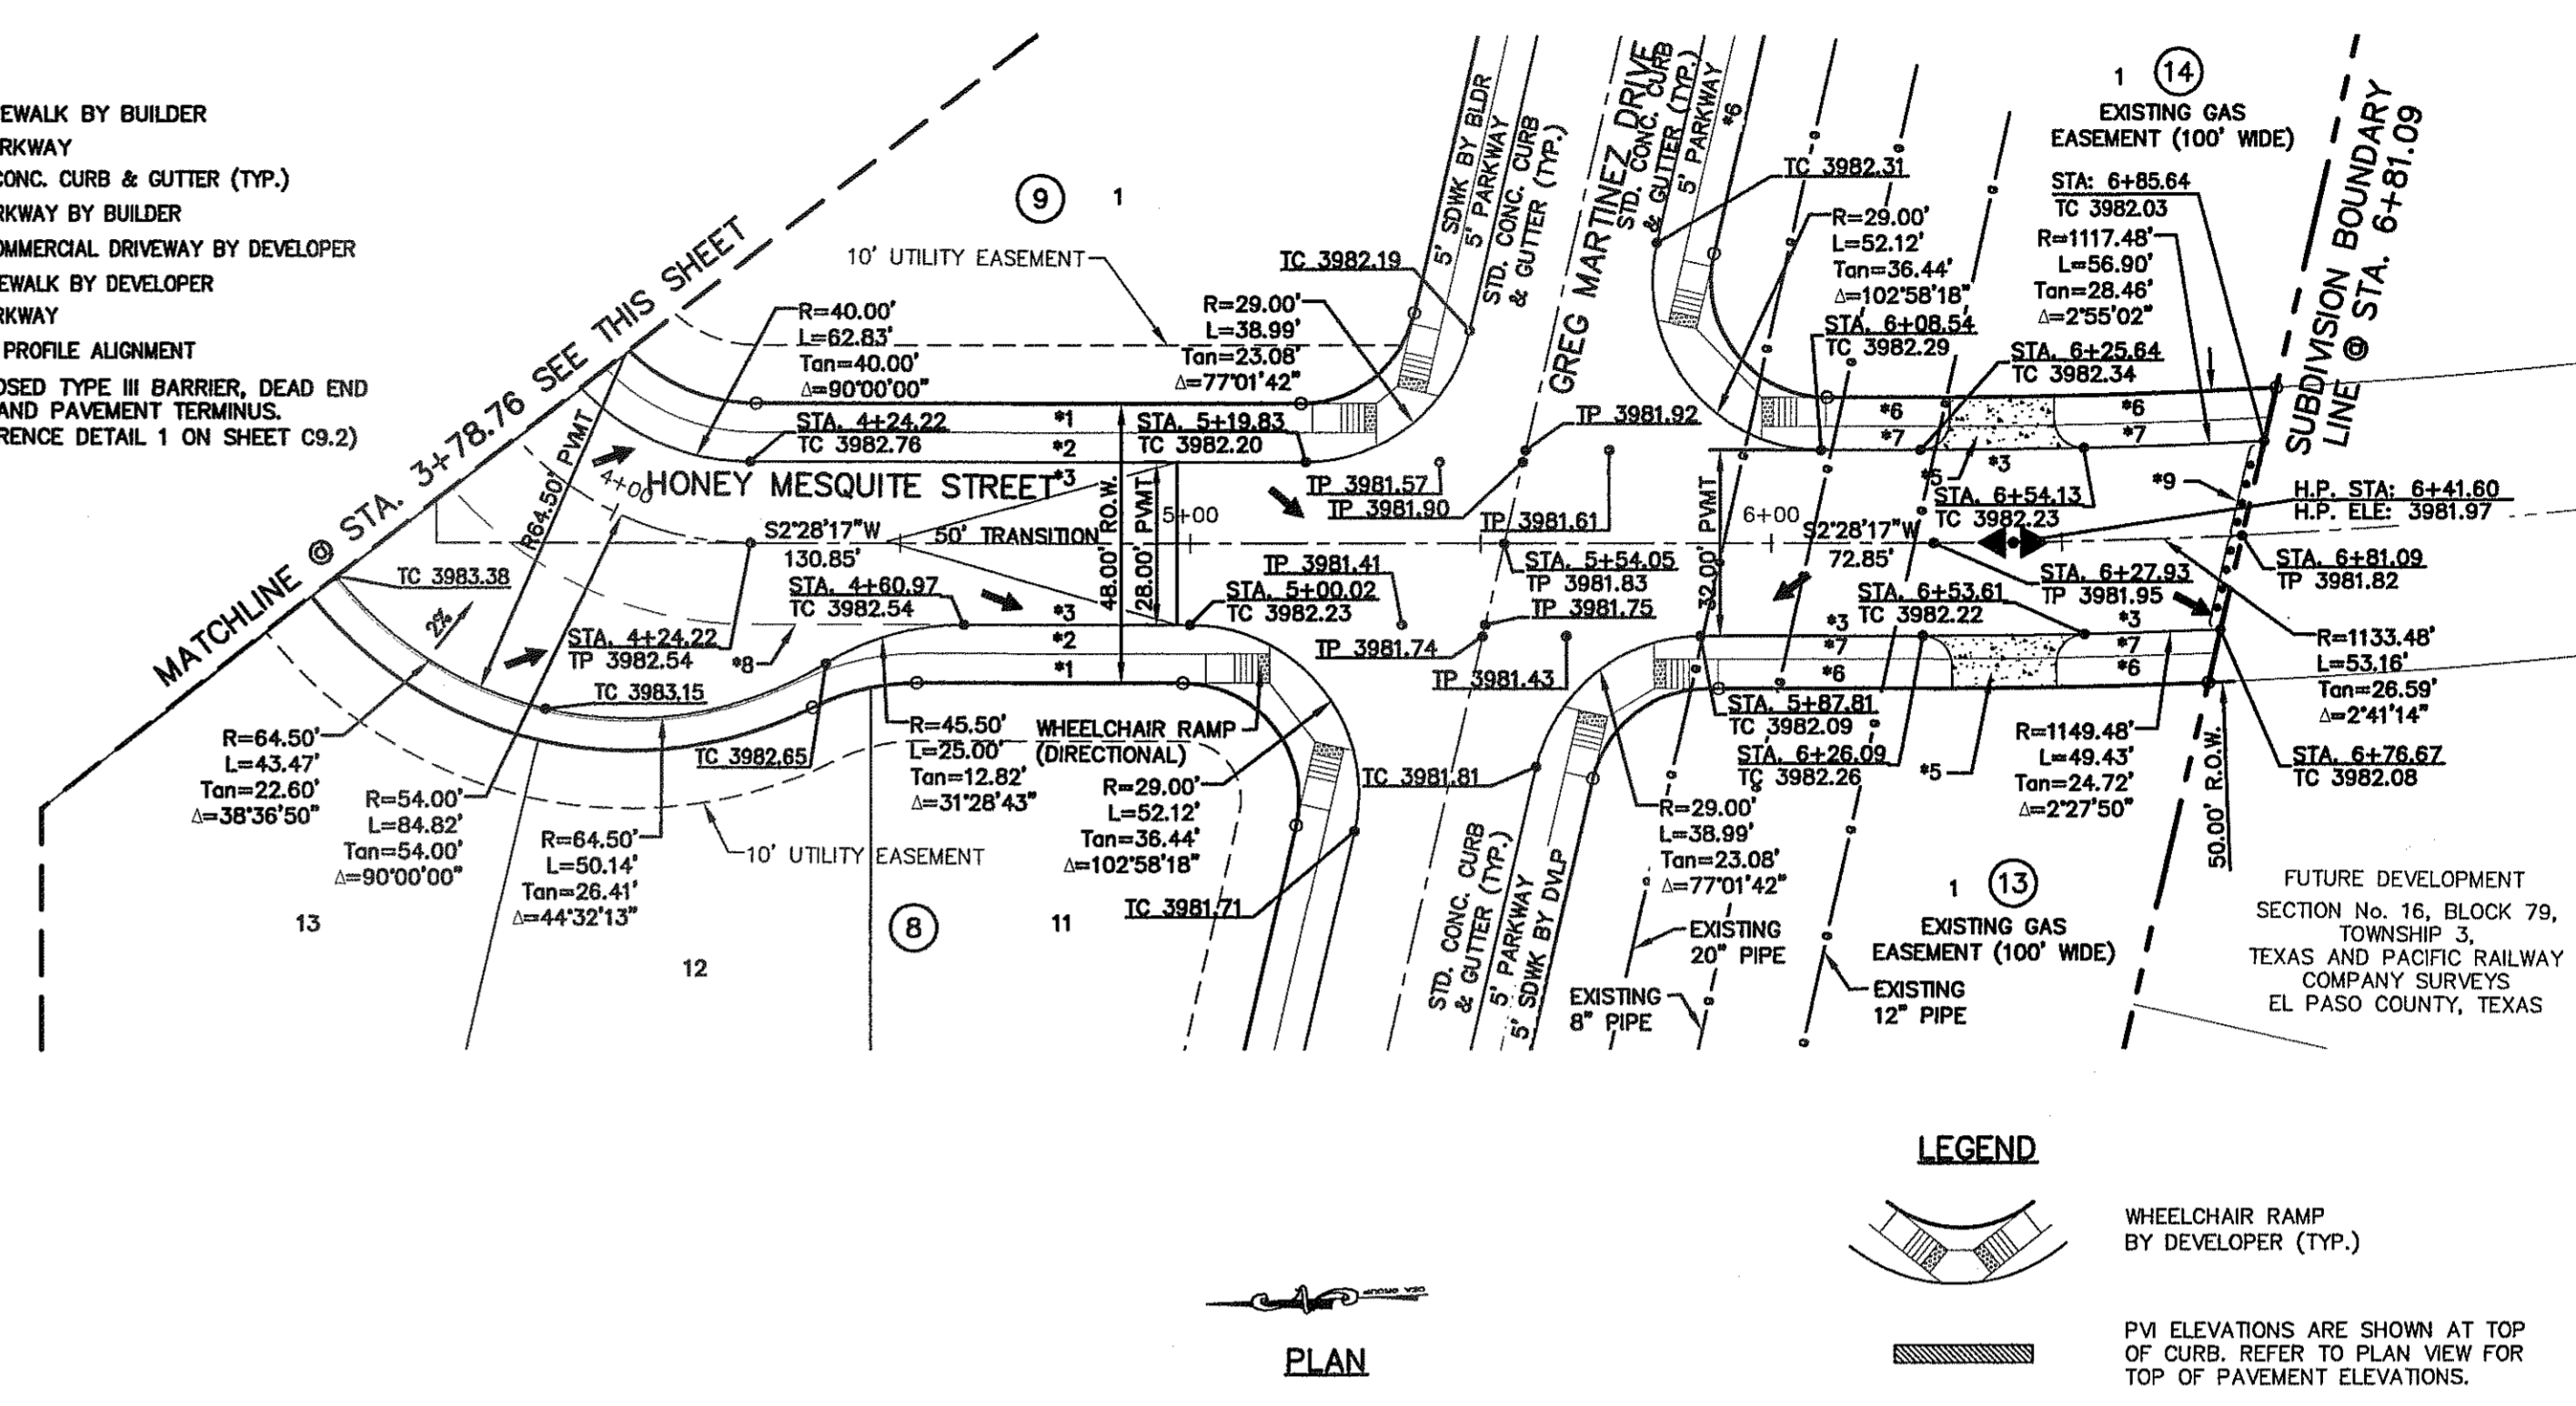 EWALK BY BUILDER
RKWAY
CONC. CURB & GUTTER (TYP.)
RKWAY BY BUILDER
OMMERCIAL DRIVEWAY BY DEVELOPER
EWALK BY DEVELOPER
RKWAY
PROFILE ALIGNMENT
OSED TYPE III BARRIER, DEAD END
AND PAVEMENT TERMINUS.
RENCE DETAIL 1 ON SHEET C9.2)
MATCHLINE @ STA. 3+78.76 SEE THIS SHEET
9
1
10' UTILITY EASEMENT
R=40.00'
L=62.83'
Tan=40.00'
Δ=90°00'00"
STA. 4+24.22
TC 3982.76
R=29.00'
L=38.99'
Tan=23.08'
Δ=77°01'42"
STA. 5+19.83
TC 3982.20
TC 3982.19
*1
*2
*3
5' SDWK BY BLDR
5' PARKWAY
STD. CONC. CURB
& GUTTER (TYP.)
GREG MARTINEZ DRIVE
STD. CONC. CURB
& GUTTER (TYP.)
5' PARKWAY
*6
TC 3982.31
R=29.00'
L=52.12'
Tan=36.44'
Δ=102°58'18"
STA. 6+08.54
TC 3982.29
1
14
EXISTING GAS
EASEMENT (100' WIDE)
STA: 6+85.64
TC 3982.03
R=1117.48'
L=56.90'
Tan=28.46'
Δ=2°55'02"
STA. 6+25.64
TC 3982.34
SUBDIVISION BOUNDARY
LINE @ STA. 6+81.09
*6
*7
*6
*7
*5
*3
STA. 6+54.13
TC 3982.23
*9
H.P. STA: 6+41.60
H.P. ELE: 3981.97
R64.50' PVMT
4+00
HONEY MESQUITE STREET
S2°28'17"W
130.85'
50' TRANSITION
48.00' RO.W.
28.00' PVMT
5+00
TP 3981.92
TP 3981.57
TP 3981.90
TP 3981.61
STA. 5+54.05
TP 3981.83
TP 3981.41
TP 3981.75
TP 3981.74
TP 3981.43
32.00' PVMT
6+00
S2°28'17"W
72.85'
STA. 6+27.93
TP 3981.95
STA. 6+81.09
TP 3981.82
TC 3983.38
2%
STA. 4+24.22
TP 3982.54
*8
STA. 4+60.97
TC 3982.54
STA. 5+00.02
TC 3982.23
*3
*2
*1
STA. 6+53.61
TC 3982.22
*3
*7
*6
*3
*7
*6
TC 3983.15
TC 3982.65
R=64.50'
L=43.47'
Tan=22.60'
Δ=38°36'50"
R=54.00'
L=84.82'
Tan=54.00'
Δ=90°00'00"
R=64.50'
L=50.14'
Tan=26.41'
Δ=44°32'13"
R=45.50'
L=25.00'
Tan=12.82'
Δ=31°28'43"
WHEELCHAIR RAMP
(DIRECTIONAL)
R=29.00'
L=52.12'
Tan=36.44'
Δ=102°58'18"
TC 3981.71
10' UTILITY EASEMENT
13
12
8
11
TC 3981.81
STD. CONC. CURB
& GUTTER (TYP.)
5' PARKWAY
5' SDWK BY DVLP
STA. 5+87.81
TC 3982.09
STA. 6+26.09
TC 3982.26
*5
R=29.00'
L=38.99'
Tan=23.08'
Δ=77°01'42"
EXISTING
20" PIPE
EXISTING
8" PIPE
EXISTING
12" PIPE
1
13
EXISTING GAS
EASEMENT (100' WIDE)
R=1133.48'
L=53.16'
Tan=26.59'
Δ=2°41'14"
R=1149.48'
L=49.43'
Tan=24.72'
Δ=2°27'50"
STA. 6+76.67
TC 3982.08
50.00' R.O.W.
FUTURE DEVELOPMENT
SECTION No. 16, BLOCK 79,
TOWNSHIP 3,
TEXAS AND PACIFIC RAILWAY
COMPANY SURVEYS
EL PASO COUNTY, TEXAS
LEGEND
WHEELCHAIR RAMP
BY DEVELOPER (TYP.)
PVI ELEVATIONS ARE SHOWN AT TOP
OF CURB. REFER TO PLAN VIEW FOR
TOP OF PAVEMENT ELEVATIONS.
CEA GROUP
PLAN